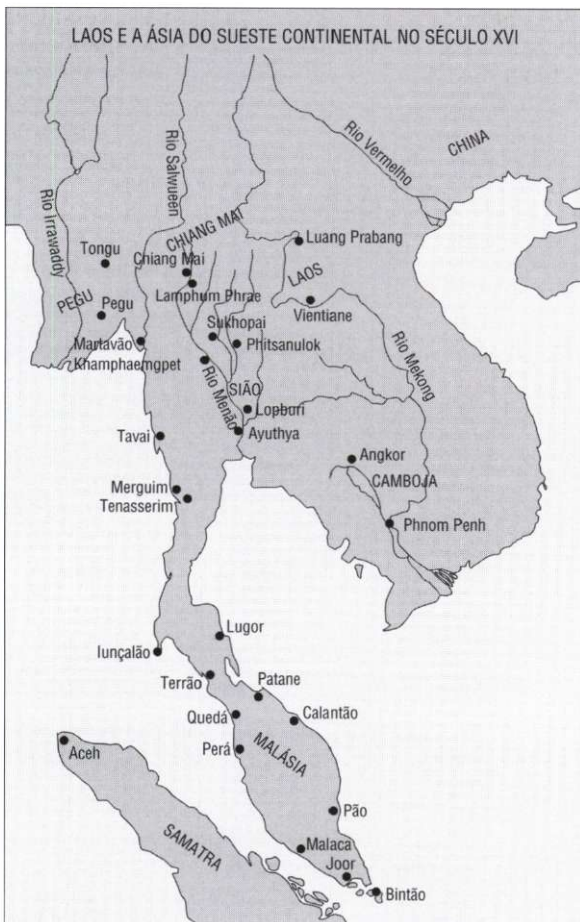 LAOS E A ÁSIA DO SUESTE CONTINENTAL NO SÉCULO XVI
Rio Irrawaddy
Rio Salwueen
Rio Vermelho
CHINA
CHIANG MAI
Luang Prabang
Tongu
Chiang Mai
LAOS
Lamphum Phrae
PEGU
Pegu
Vientiane
Sukhopai
Martavão
Phitsanulok
Khamphaemgpet
Rio Mekong
Rio Menão
SIÃO
Lopburi
Tavai
Ayuthya
Angkor
CAMBOJA
Merguim
Tenasserim
Phnom Penh
Lugor
Iunçalão
Terrão
Patane
Quedá
Calantão
Aceh
Perá
MALÁSIA
Pão
SAMATRA
Malaca
Joor
Bintão